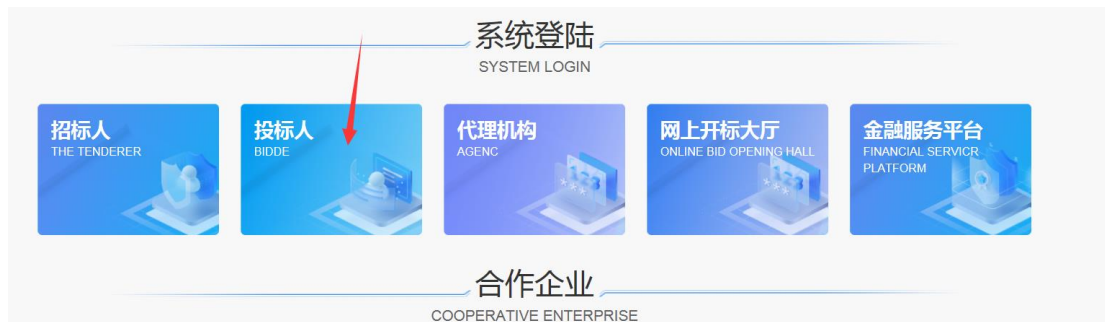 系统登陆
SYSTEM LOGIN
招标人
THE TENDERER
投标人
BIDDE
代理机构
AGENC
网上开标大厅
ONLINE BID OPENING HALL
金融服务平台
FINANCIAL SERVICR
PLATFORM
合作企业
COOPERATIVE ENTERPRISE